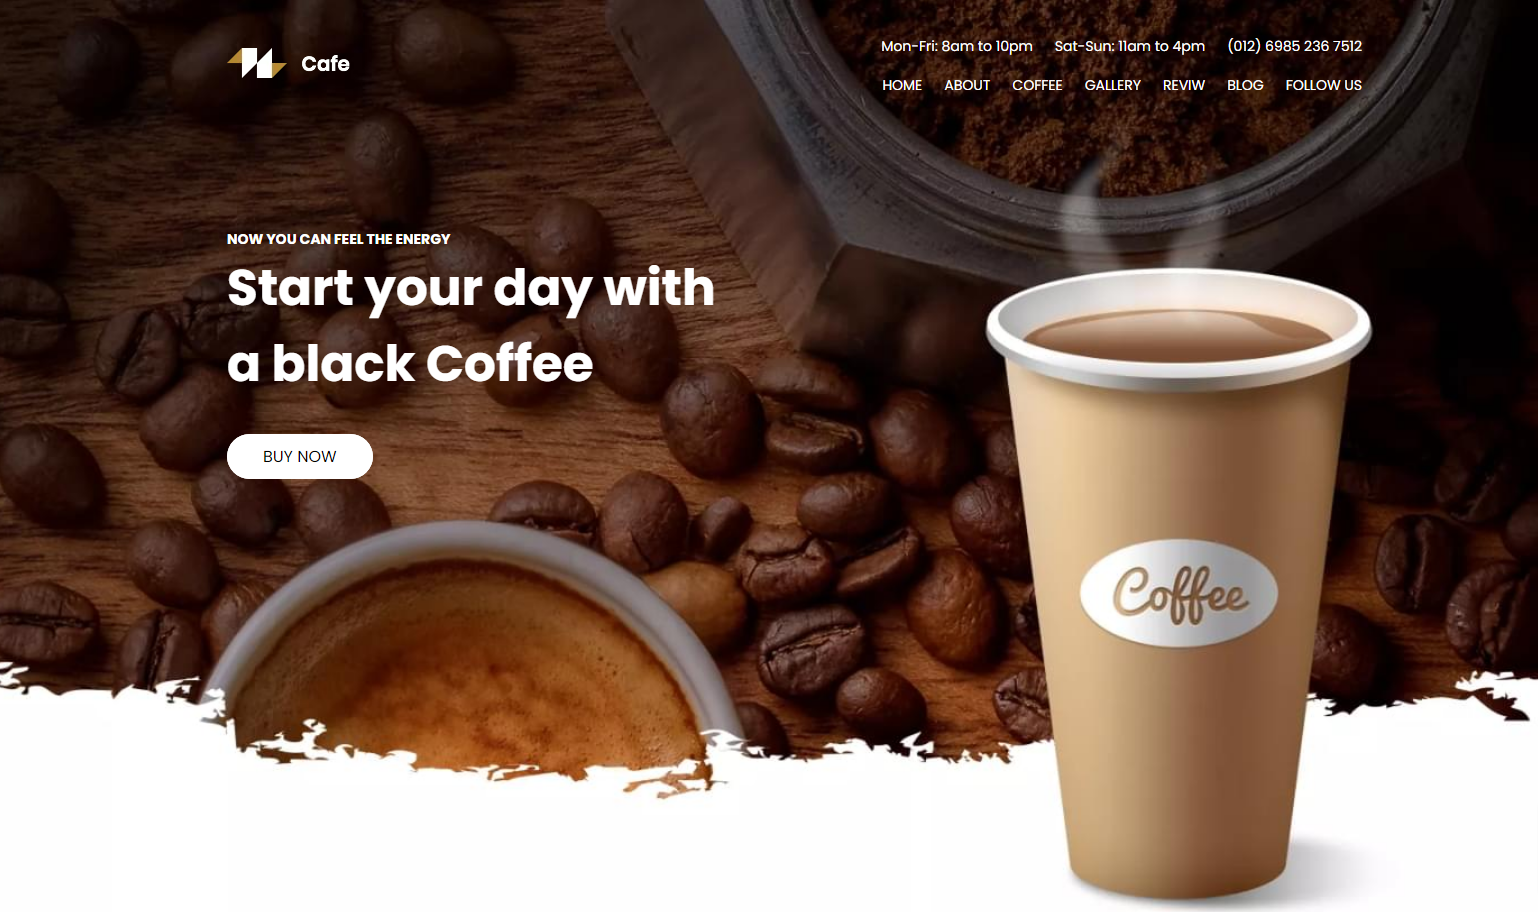 Cafe
Mon-Fri: 8am to 10pm Sat-Sun: 11am to 4pm (012) 6985 236 7512
HOME ABOUT COFFEE GALLERY REVIW BLOG FOLLOW US
NOW YOU CAN FEEL THE ENERGY
Start your day with
a black Coffee
BUY NOW
Coffee